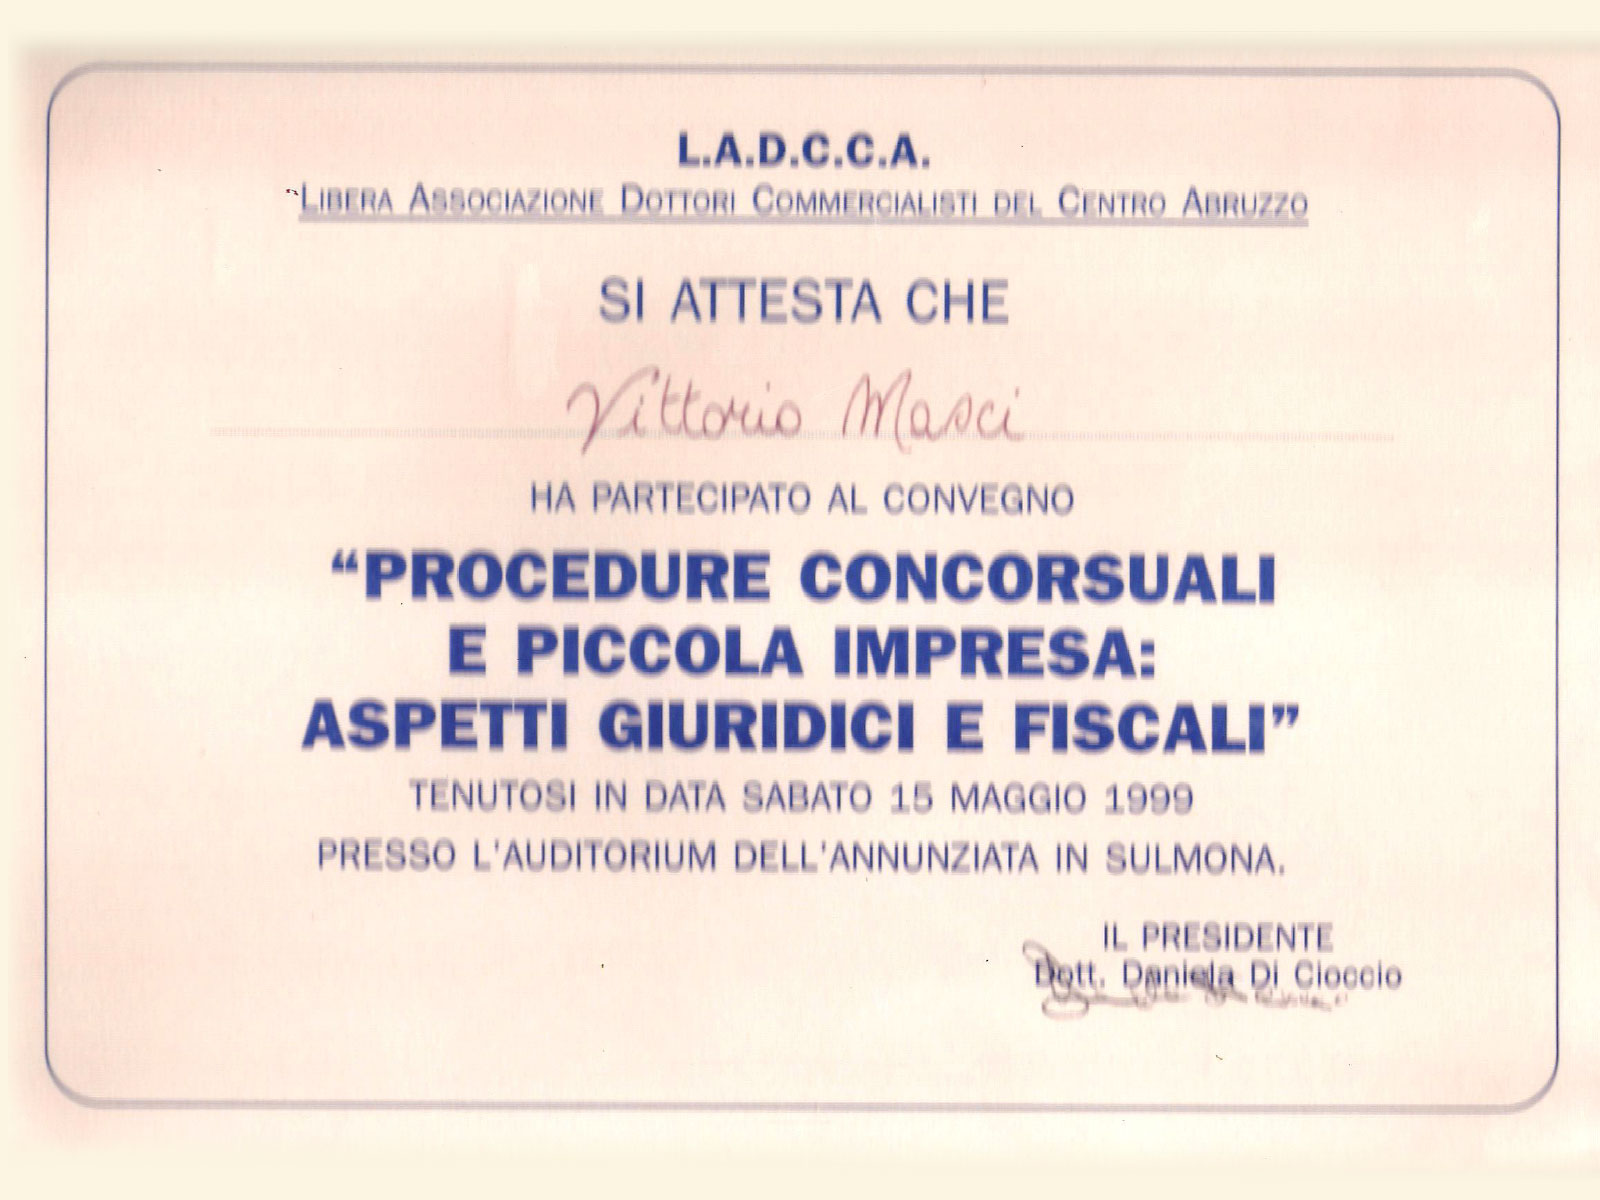 L.A.D.C.C.A.
LIBERA ASSOCIAZIONE DOTTORI COMMERCIALISTI DEL CENTRO ABRUZZO
SI ATTESTA CHE
Vittorio Masci
HA PARTECIPATO AL CONVEGNO
“PROCEDURE CONCORSUALI
E PICCOLA IMPRESA:
ASPETTI GIURIDICI E FISCALI”
TENUTOSI IN DATA SABATO 15 MAGGIO 1999
PRESSO L'AUDITORIUM DELL'ANNUNZIATA IN SULMONA.
IL PRESIDENTE
Dott. Daniela Di Cioccio